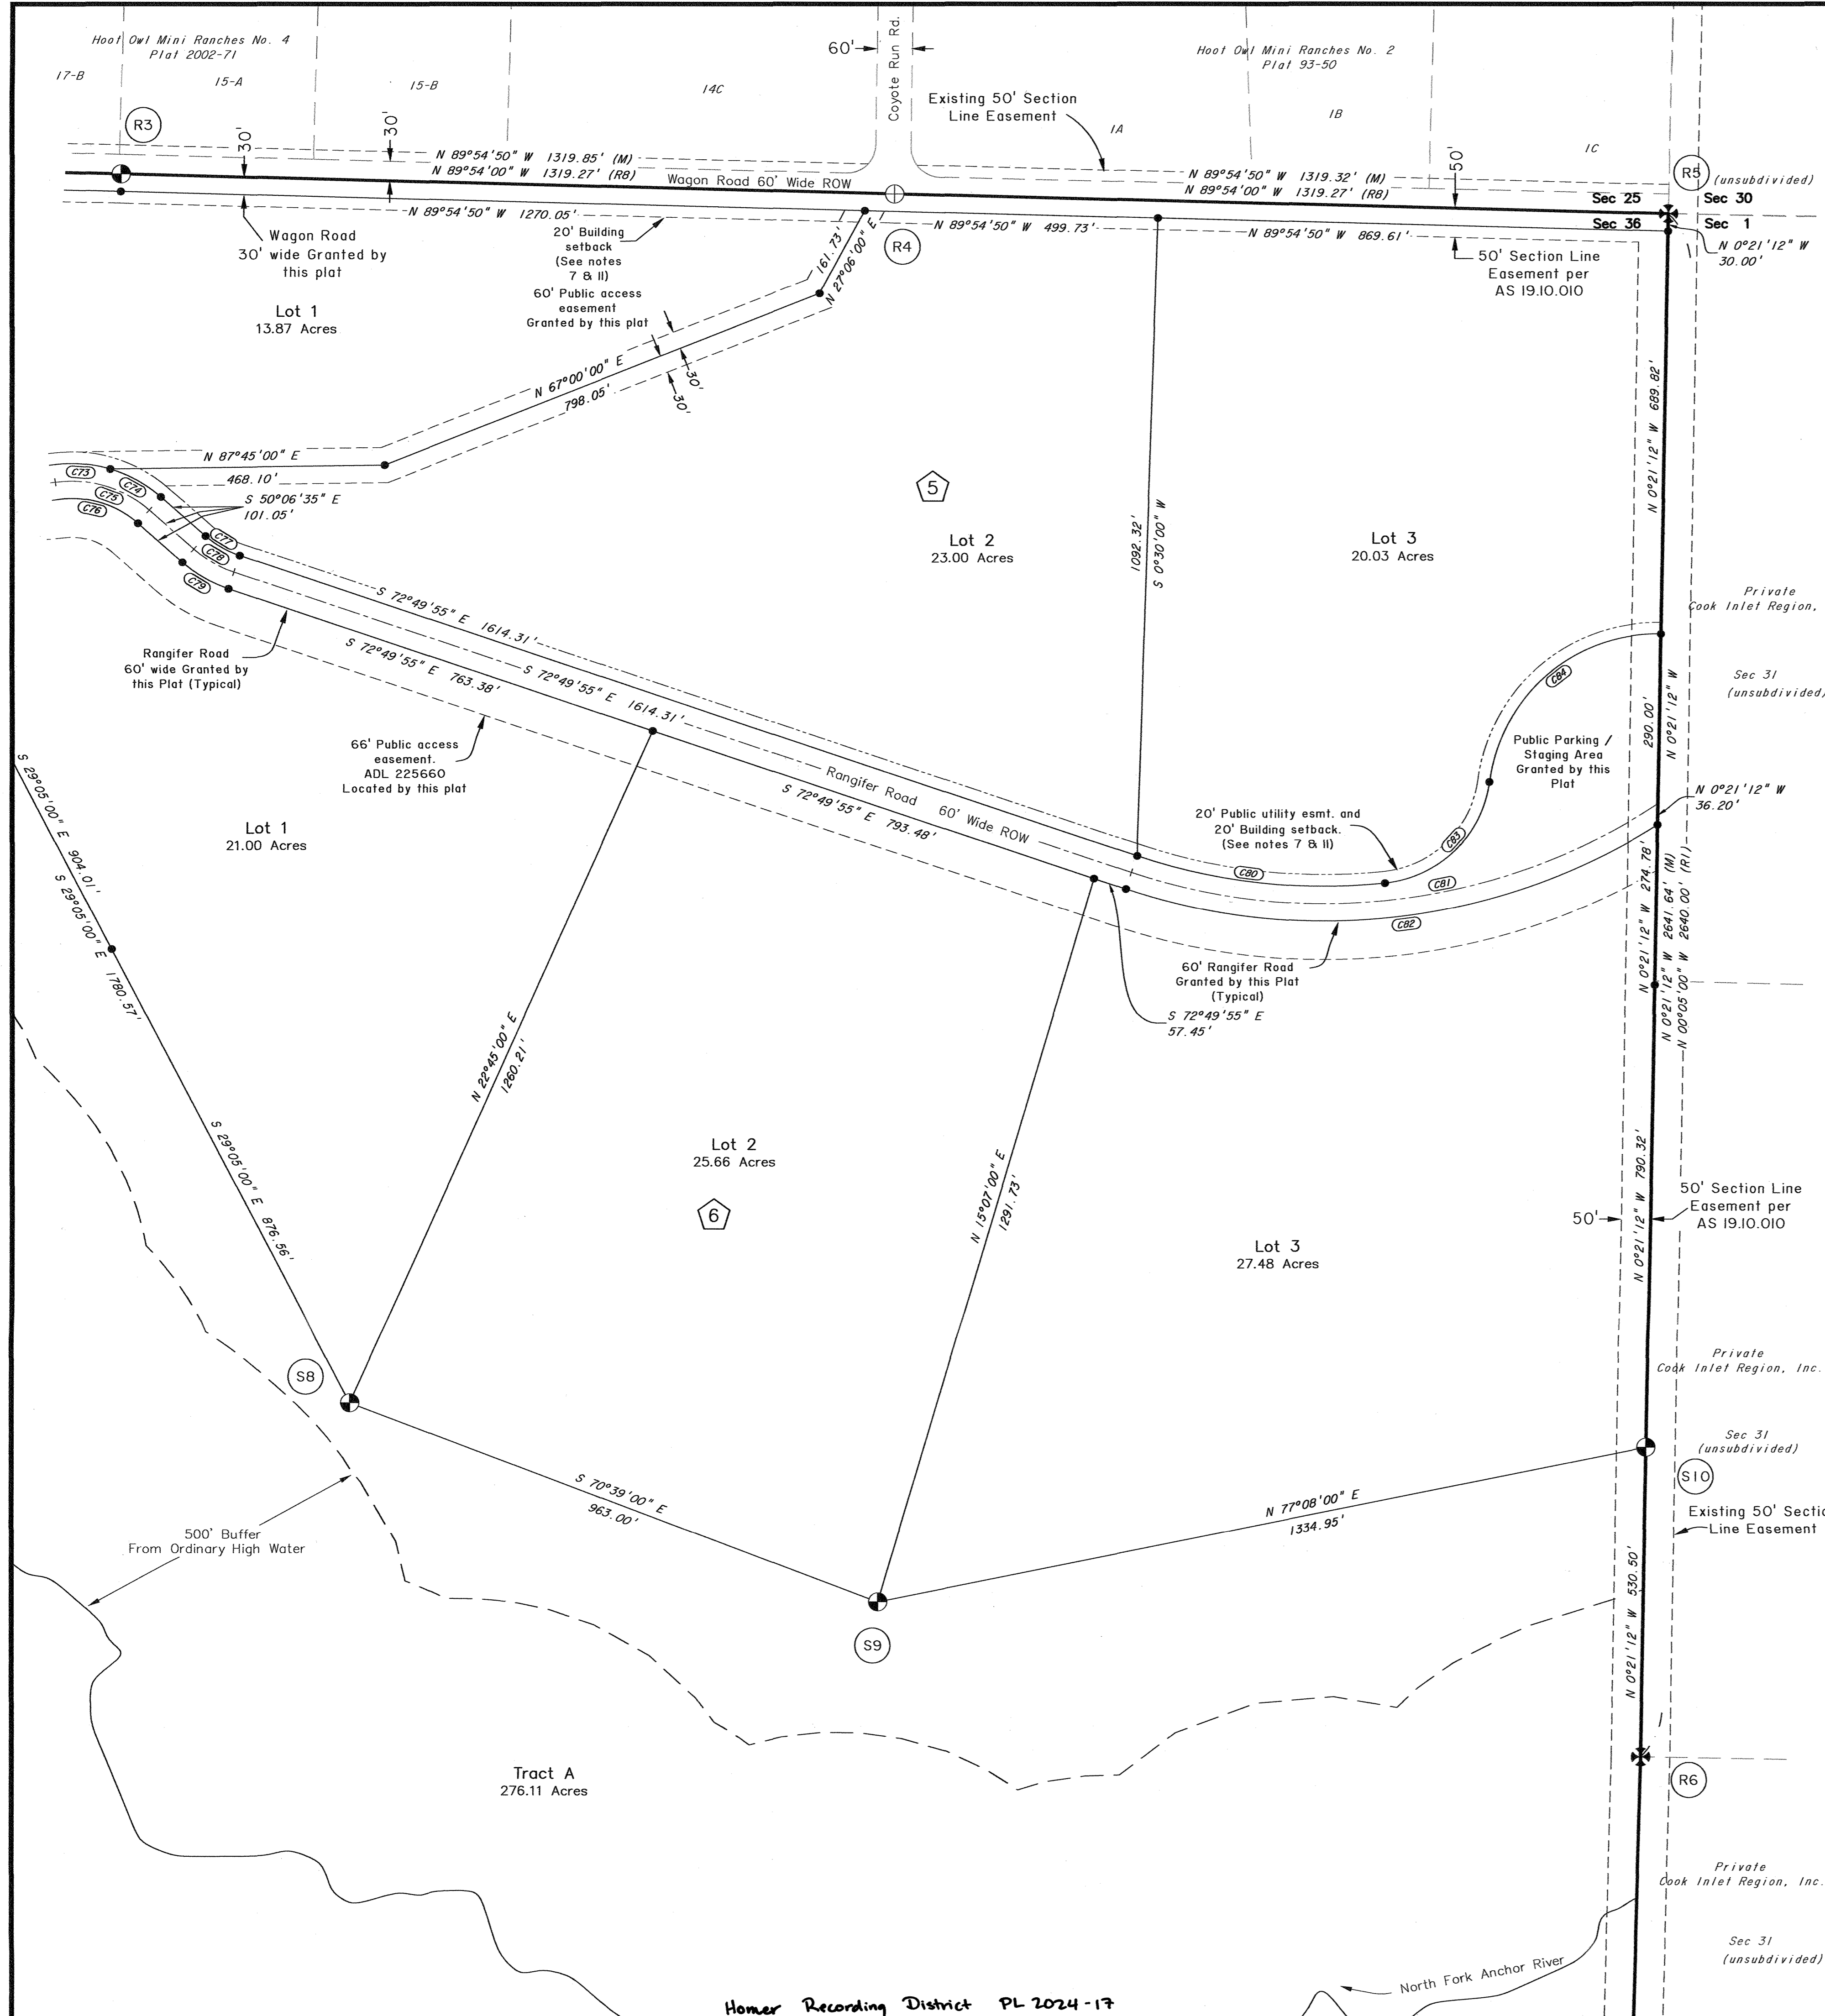 Hoot Owl Mini Ranches No. 4
Plat 2002-71
17-B
15-A
15-B
14C
60'
Coyote Run Rd.
Hoot Owl Mini Ranches No. 2
Plat 93-50
Existing 50' Section
Line Easement
1A
1B
1C
R3
30'
30'
N 89°54'50" W 1319.85' (M)
N 89°54'00" W 1319.27' (R8)
Wagon Road 60' Wide ROW
N 89°54'50" W 1319.32' (M)
N 89°54'00" W 1319.27' (R8)
50'
R5
(unsubdivided)
Sec 25
Sec 30
Sec 36
Sec 1
N 0°21'12" W
30.00'
N 89°54'50" W 1270.05'
R4
N 89°54'50" W 499.73'
N 89°54'50" W 869.61'
Wagon Road
30' wide Granted by
this plat
20' Building
setback
(See notes
7 & 11)
60' Public access
easement
Granted by this plat
161.73'
N 27°06'00" E
50' Section Line
Easement per
AS 19.10.010
Lot 1
13.87 Acres
N 67°00'00" E
798.05'
30'
30'
N 87°45'00" E
468.10'
C73
C74
C75
C76
S 50°06'35" E
101.05'
C77
C78
C79
5
Lot 2
23.00 Acres
1092.32'
S 0°30'00" W
Lot 3
20.03 Acres
N 0°21'12" W 689.82'
Private
Cook Inlet Region,
Sec 31
(unsubdivided)
S 72°49'55" E 1614.31'
S 72°49'55" E 763.38'
S 72°49'55" E 1614.31'
Rangifer Road
60' wide Granted by
this Plat (Typical)
66' Public access
easement.
ADL 225660
Located by this plat
Rangifer Road 60' Wide ROW
S 72°49'55" E 793.48'
C84
Public Parking /
Staging Area
Granted by this
Plat
290.00'
N 0°21'12" W
N 0°21'12" W
36.20'
20' Public utility esmt. and
20' Building setback.
(See notes 7 & 11)
C83
C80
C81
C82
60' Rangifer Road
Granted by this Plat
(Typical)
S 72°49'55" E
57.45'
N 0°21'12" W 274.78'
N 0°21'12" W 2641.64' (M)
N 00°05'00" W 2640.00' (R1)
S 29°05'00" E 904.01'
S 29°05'00" E 1780.57'
Lot 1
21.00 Acres
N 22°45'00" E
1260.21'
S 29°05'00" E 876.56'
Lot 2
25.66 Acres
6
N 15°07'00" E
1291.73'
Lot 3
27.48 Acres
N 0°21'12" W 790.32'
50'
50' Section Line
Easement per
AS 19.10.010
S8
Private
Cook Inlet Region, Inc.
Sec 31
(unsubdivided)
S10
S 70°39'00" E
963.00'
N 77°08'00" E
1334.95'
Existing 50'
Line Easement
500' Buffer
From Ordinary High Water
S9
N 0°21'12" W 530.50'
R6
Tract A
276.11 Acres
Private
Cook Inlet Region, Inc.
Sec 31
(unsubdivided)
North Fork Anchor River
Homer Recording District PL 2024-17